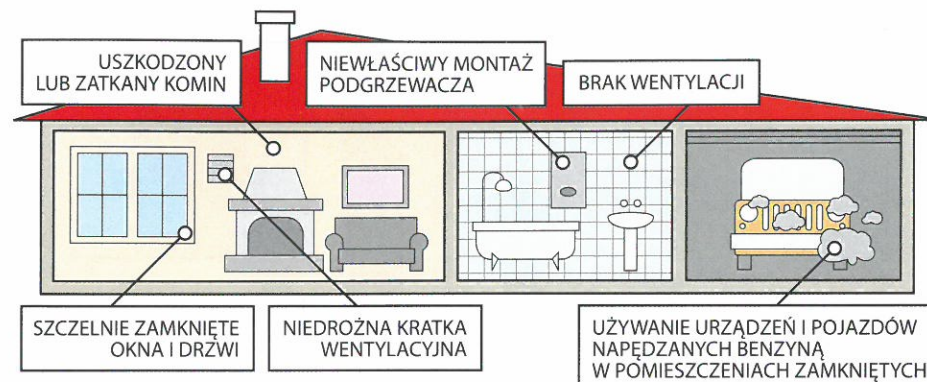 USZKODZONY
LUB ZATKANY KOMIN
NIEWŁAŚCIWY MONTAŻ
PODGRZEWACZA
BRAK WENTYLACJI
SZCZELNIE ZAMKNIĘTE
OKNA I DRZWI
NIEDROŻNA KRATKA
WENTYLACYJNA
UŻYWANIE URZĄDZEŃ I POJAZDÓW
NAPĘDZANYCH BENZYNĄ
W POMIESZCZENIACH ZAMKNIĘTYCH